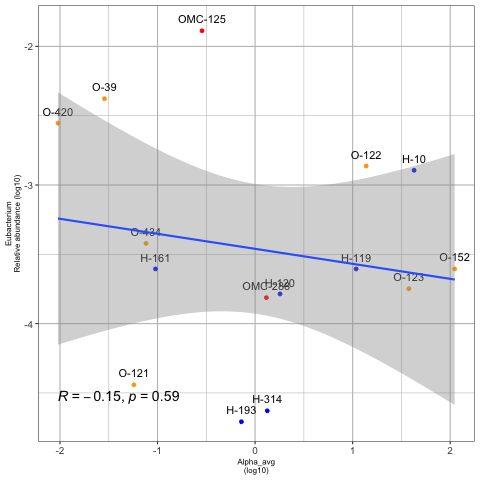 OMC-125
-2
O-39
O-420
O-122
H-10
-3
O-434
H-161
H-119
O-152
O-123
H-120
OMC-286
-4
O-121
R = −0.15, p = 0.59
H-314
H-193
-2
-1
0
1
2
Alpha_avg
(log10)
Eubacterium
Relative abundance (log10)